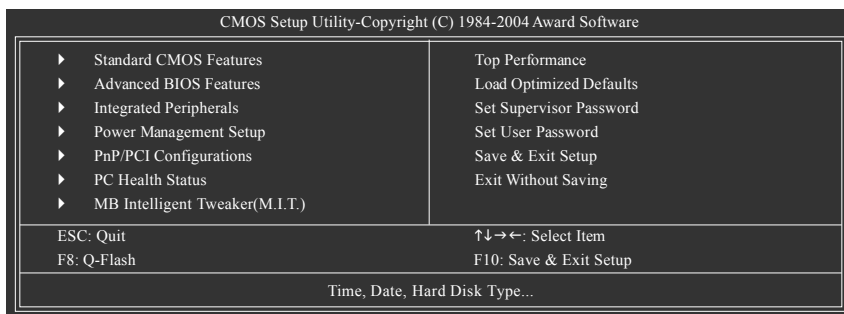 CMOS Setup Utility-Copyright (C) 1984-2004 Award Software
Standard CMOS Features
Advanced BIOS Features
Integrated Peripherals
Power Management Setup
PnP/PCI Configurations
PC Health Status
MB Intelligent Tweaker(M.I.T.)
Top Performance
Load Optimized Defaults
Set Supervisor Password
Set User Password
Save & Exit Setup
Exit Without Saving
ESC: Quit
↑↓→←: Select Item
F8: Q-Flash
F10: Save & Exit Setup
Time, Date, Hard Disk Type...